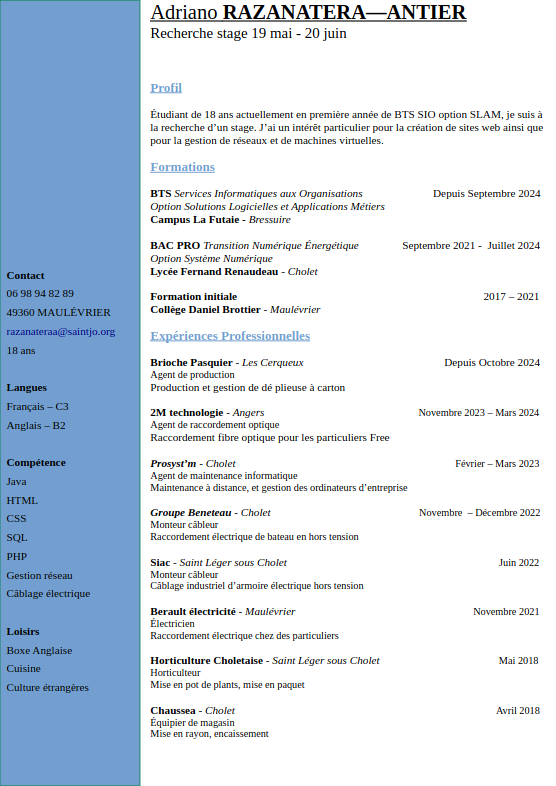 Adriano RAZANATERA—ANTIER
Recherche stage 19 mai - 20 juin
Profil
Étudiant de 18 ans actuellement en première année de BTS SIO option SLAM, je suis à
la recherche d’un stage. J’ai un intérêt particulier pour la création de sites web ainsi que
pour la gestion de réseaux et de machines virtuelles.
Formations
BTS Services Informatiques aux Organisations Depuis Septembre 2024
Option Solutions Logicielles et Applications Métiers
Campus La Futaie - Bressuire
BAC PRO Transition Numérique Énergétique Septembre 2021 - Juillet 2024
Option Système Numérique
Lycée Fernand Renaudeau - Cholet
Formation initiale 2017 – 2021
Collège Daniel Brottier - Maulévrier
Expériences Professionnelles
Brioche Pasquier - Les Cerqueux Depuis Octobre 2024
Agent de production
Production et gestion de dé plieuse à carton
2M technologie - Angers Novembre 2023 – Mars 2024
Agent de raccordement optique
Raccordement fibre optique pour les particuliers Free
Prosyst’m - Cholet Février – Mars 2023
Agent de maintenance informatique
Maintenance à distance, et gestion des ordinateurs d’entreprise
Groupe Beneteau - Cholet Novembre – Décembre 2022
Monteur câbleur
Raccordement électrique de bateau en hors tension
Siac - Saint Léger sous Cholet Juin 2022
Monteur câbleur
Câblage industriel d’armoire électrique hors tension
Berault électricité - Maulévrier Novembre 2021
Électricien
Raccordement électrique chez des particuliers
Horticulture Choletaise - Saint Léger sous Cholet Mai 2018
Horticulteur
Mise en pot de plants, mise en paquet
Chaussea - Cholet Avril 2018
Équipier de magasin
Mise en rayon, encaissement
Contact
06 98 94 82 89
49360 MAULÉVRIER
razanateraa@saintjo.org
18 ans
Langues
Français – C3
Anglais – B2
Compétence
Java
HTML
CSS
SQL
PHP
Gestion réseau
Câblage électrique
Loisirs
Boxe Anglaise
Cuisine
Culture étrangères